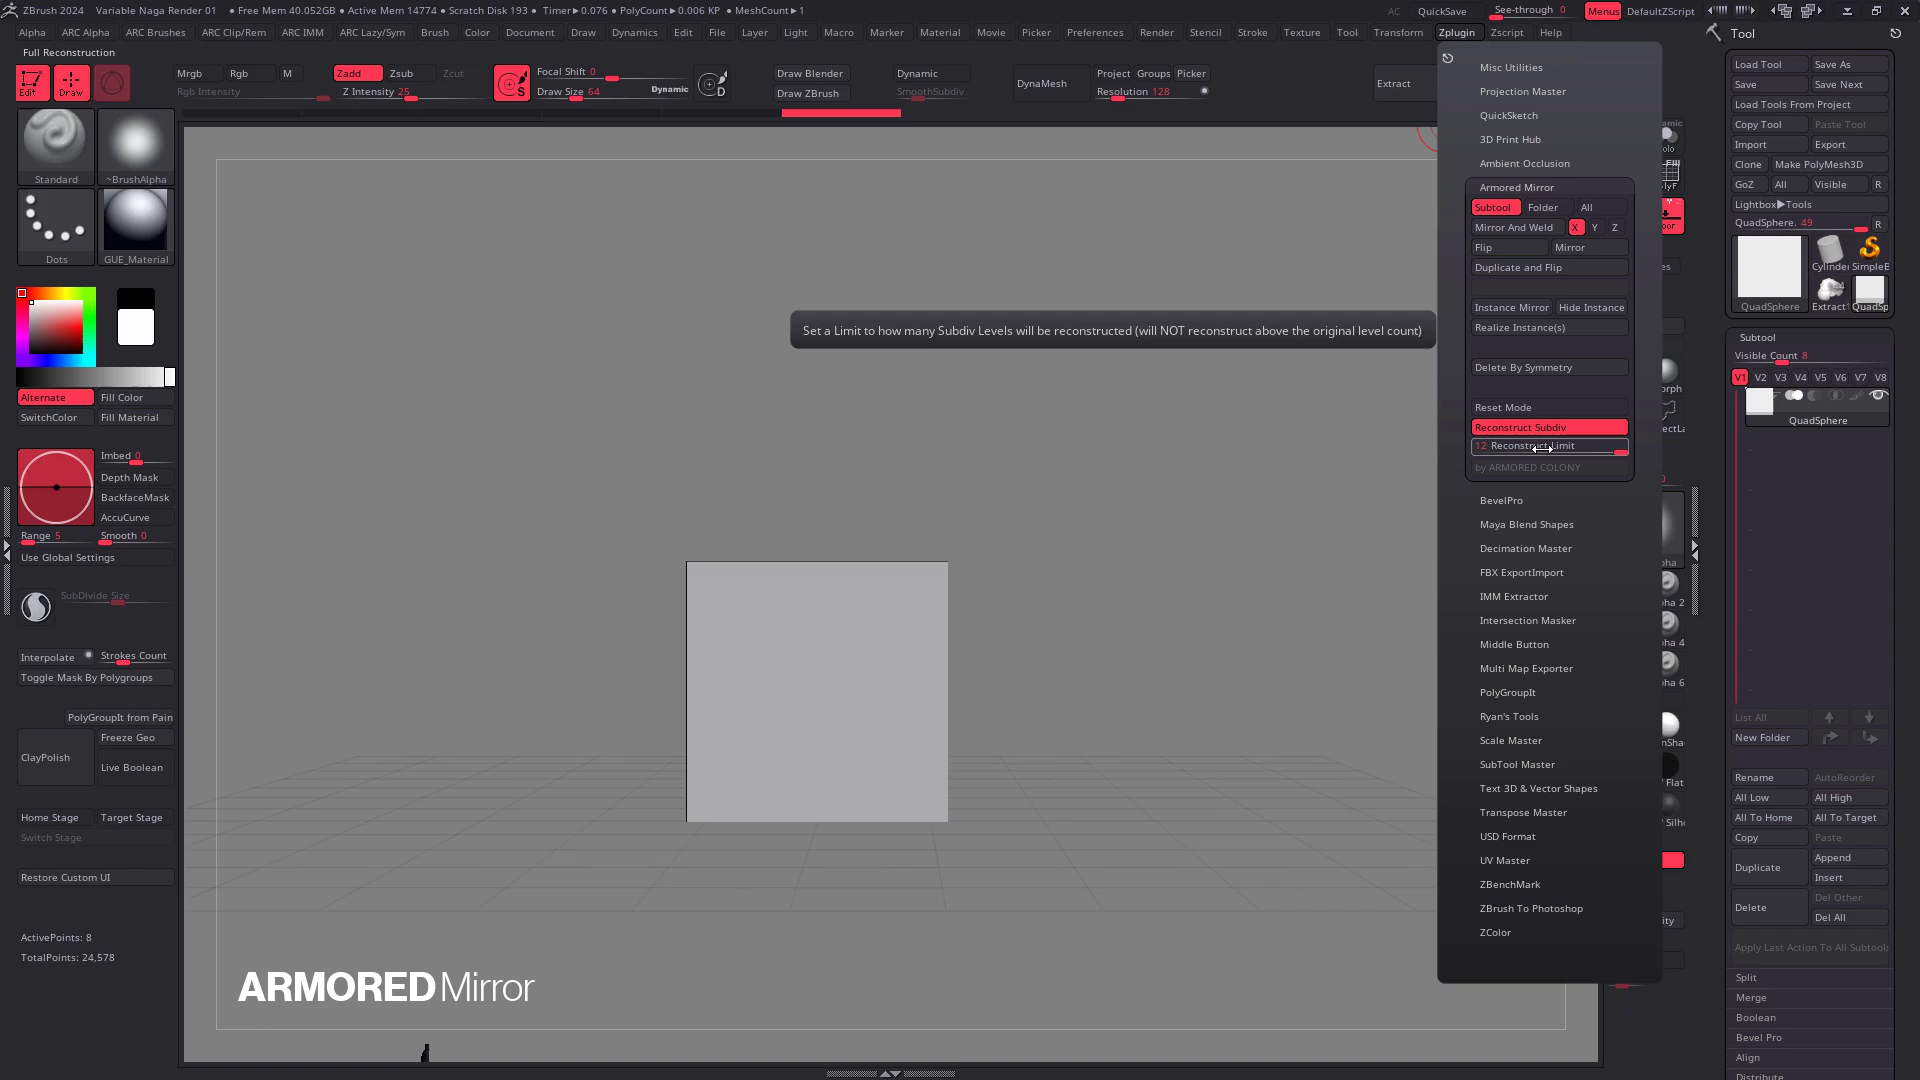 ZBrush 2024 Variable Naga Render 01 • Free Mem 40.052GB • Active Mem 14774 • Scratch Disk 193 • Timer▶0.076 • PolyCount▶0.006 KP • MeshCount▶1 AC QuickSave See-through 0 Menus DefaultZScript
Alpha ARC Alpha ARC Brushes ARC Clip/Rem ARC IMM ARC Lazy/Sym Brush Color Document Draw Dynamics Edit File Layer Light Macro Marker Material Movie Picker Preferences Render Stencil Stroke Texture Tool Transform Zplugin Zscript Help
Full Reconstruction
Edit Draw
Mrgb Rgb M
Rgb Intensity
Zadd Zsub Zcut
Z Intensity 25
S
Focal Shift 0
Draw Size 64
Dynamic
D
Draw Blender
Draw ZBrush
Dynamic
SmoothSubdiv
DynaMesh
Project Groups Picker
Resolution 128
Extract
Standard ~BrushAlpha
Dots GUE_Material
Alternate Fill Color
SwitchColor Fill Material
Imbed 0
Depth Mask
BackfaceMask
AccuCurve
Range 5 Smooth 0
Use Global Settings
SubDivide Size
Interpolate Strokes Count
Toggle Mask By Polygroups
PolyGroupIt from Pain
Freeze Geo
ClayPolish
Live Boolean
Home Stage Target Stage
Switch Stage
Restore Custom UI
ActivePoints: 8
TotalPoints: 24,578
Set a Limit to how many Subdiv Levels will be reconstructed (will NOT reconstruct above the original level count)
ARMORED Mirror
Misc Utilities
Projection Master
QuickSketch
3D Print Hub
Ambient Occlusion
Armored Mirror
Subtool Folder All
Mirror And Weld X Y Z
Flip Mirror
Duplicate and Flip
Instance Mirror Hide Instance
Realize Instance(s)
Delete By Symmetry
Reset Mode
Reconstruct Subdiv
12 Reconstruct Limit
by ARMORED COLONY
BevelPro
Maya Blend Shapes
Decimation Master
FBX ExportImport
IMM Extractor
Intersection Masker
Middle Button
Multi Map Exporter
PolyGroupIt
Ryan's Tools
Scale Master
SubTool Master
Text 3D & Vector Shapes
Transpose Master
USD Format
UV Master
ZBenchMark
ZBrush To Photoshop
ZColor
Tool
Load Tool Save As
Save Save Next
Load Tools From Project
Copy Tool Paste Tool
Import Export
Clone Make PolyMesh3D
GoZ All Visible R
Lightbox▶Tools
QuadSphere. 49 R
Cylinde SimpleB
QuadSphere Extract QuadSp
Subtool
Visible Count 8
V1 V2 V3 V4 V5 V6 V7 V8
QuadSphere
List All
New Folder
Rename AutoReorder
All Low All High
All To Home All To Target
Copy Paste
Duplicate
Append
Insert
Delete
Del Other
Del All
Apply Last Action To All Subtools
Split
Merge
Boolean
Bevel Pro
Align
Distribute